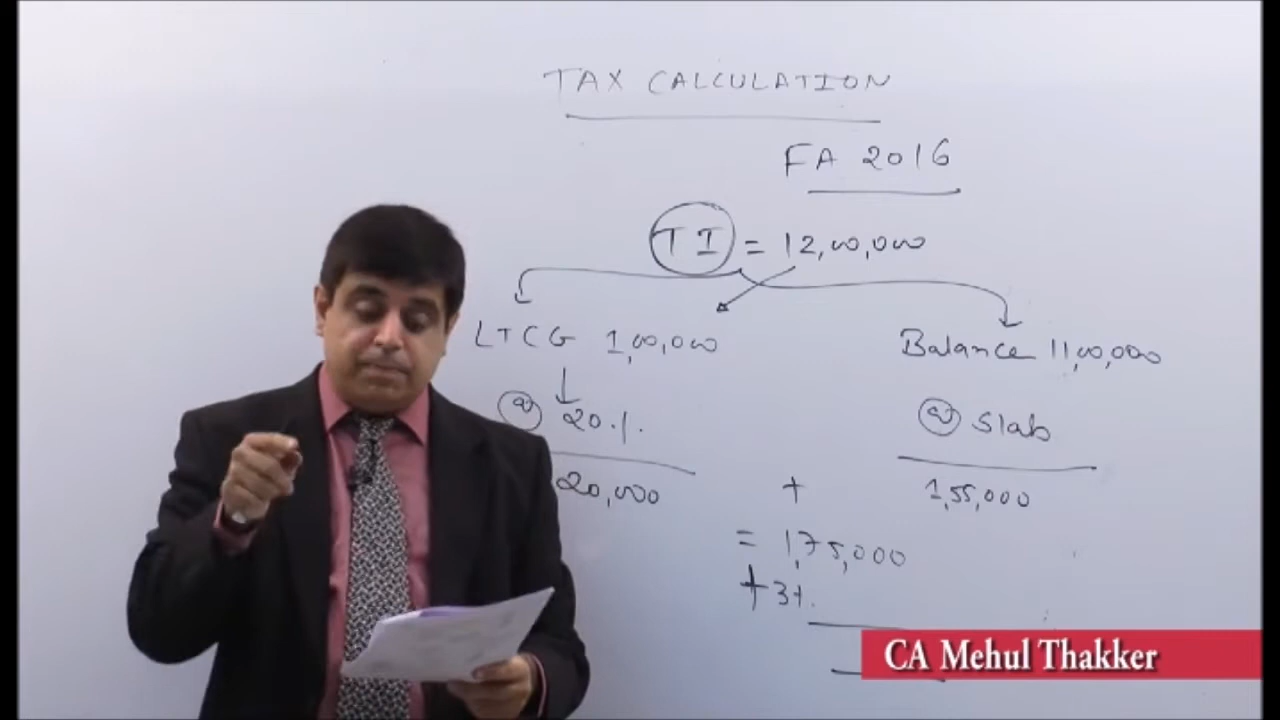 TAX CALCULATION
FA 2016
TI = 12,00,000
LTCG 1,00,000
Balance 11,00,000
@ 20%.
@ Slab
20,000
+
1,55,000
= 1,75,000
+ 3%.
CA Mehul Thakker